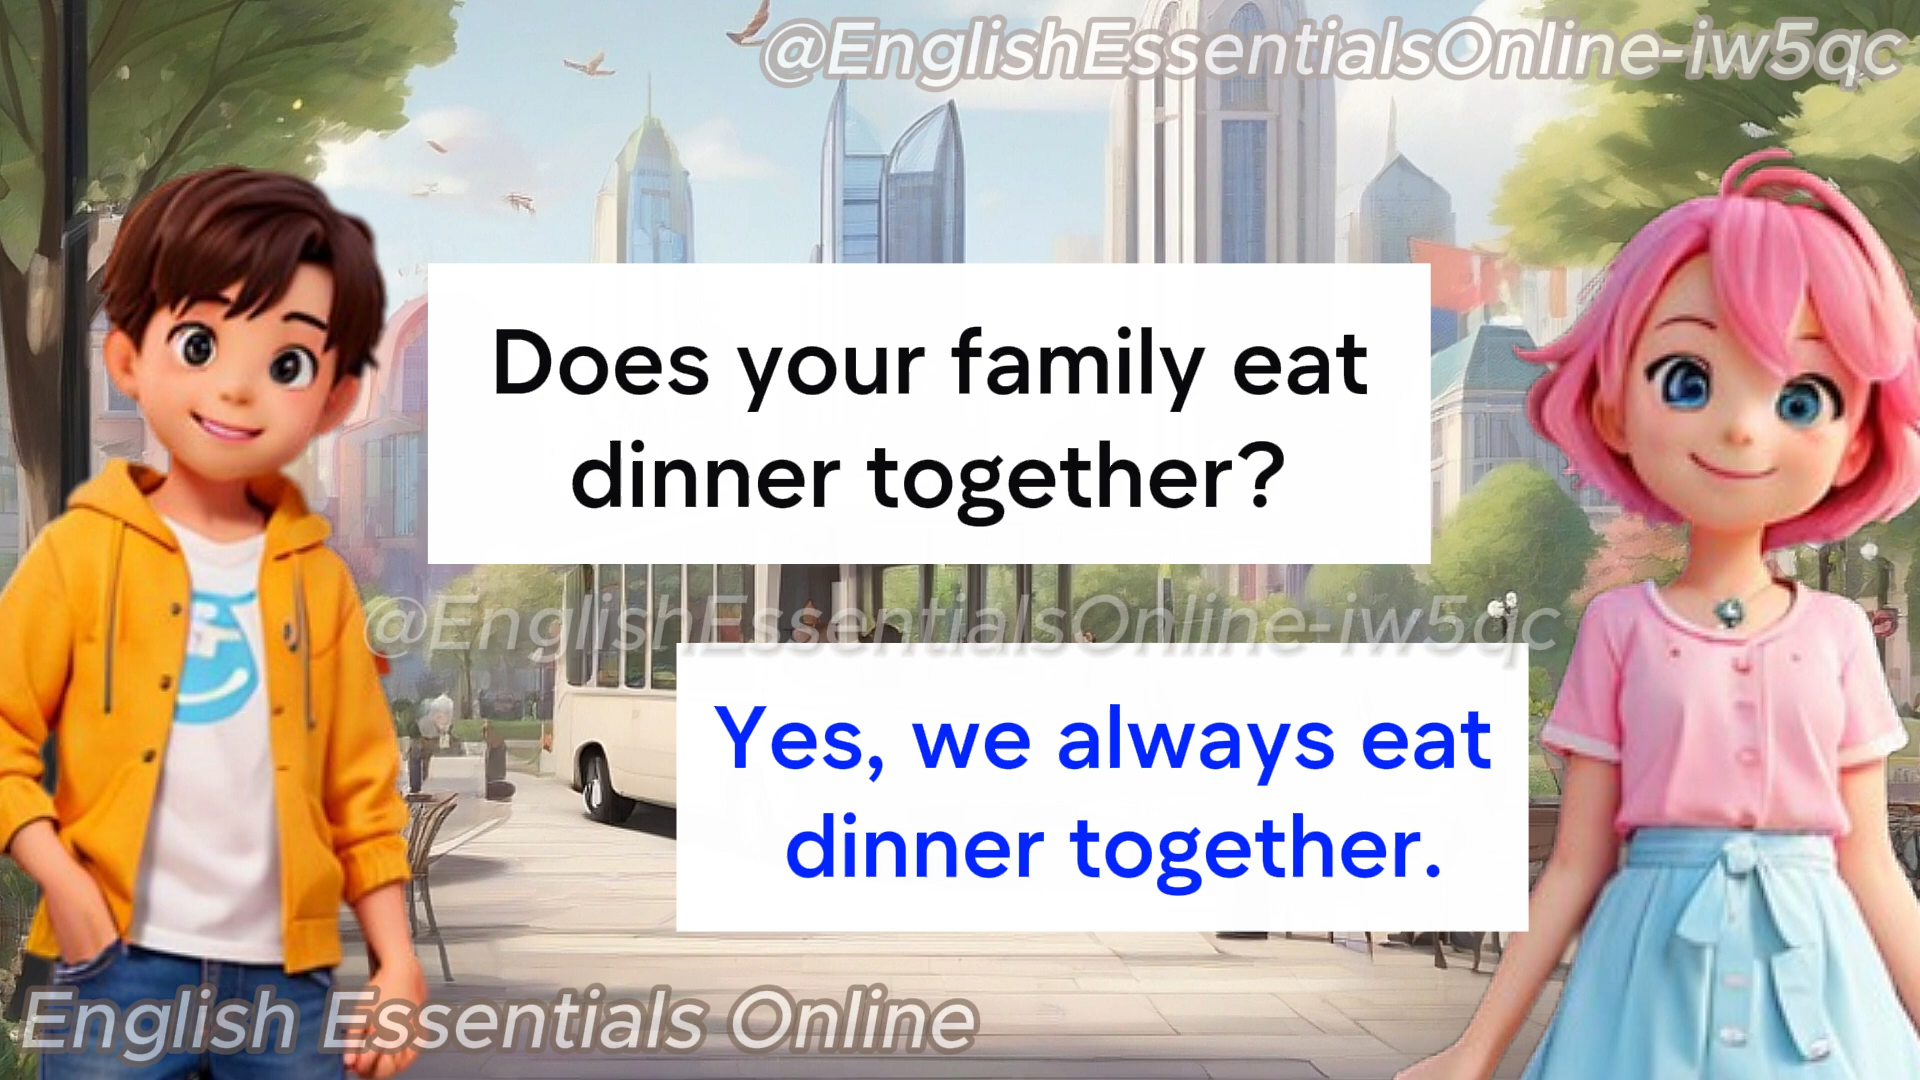 @EnglishEssentialsOnline-iw5qc
Does your family eat
dinner together?
@EnglishEssentialsOnline-iw5qc
Yes, we always eat
dinner together.
English Essentials Online